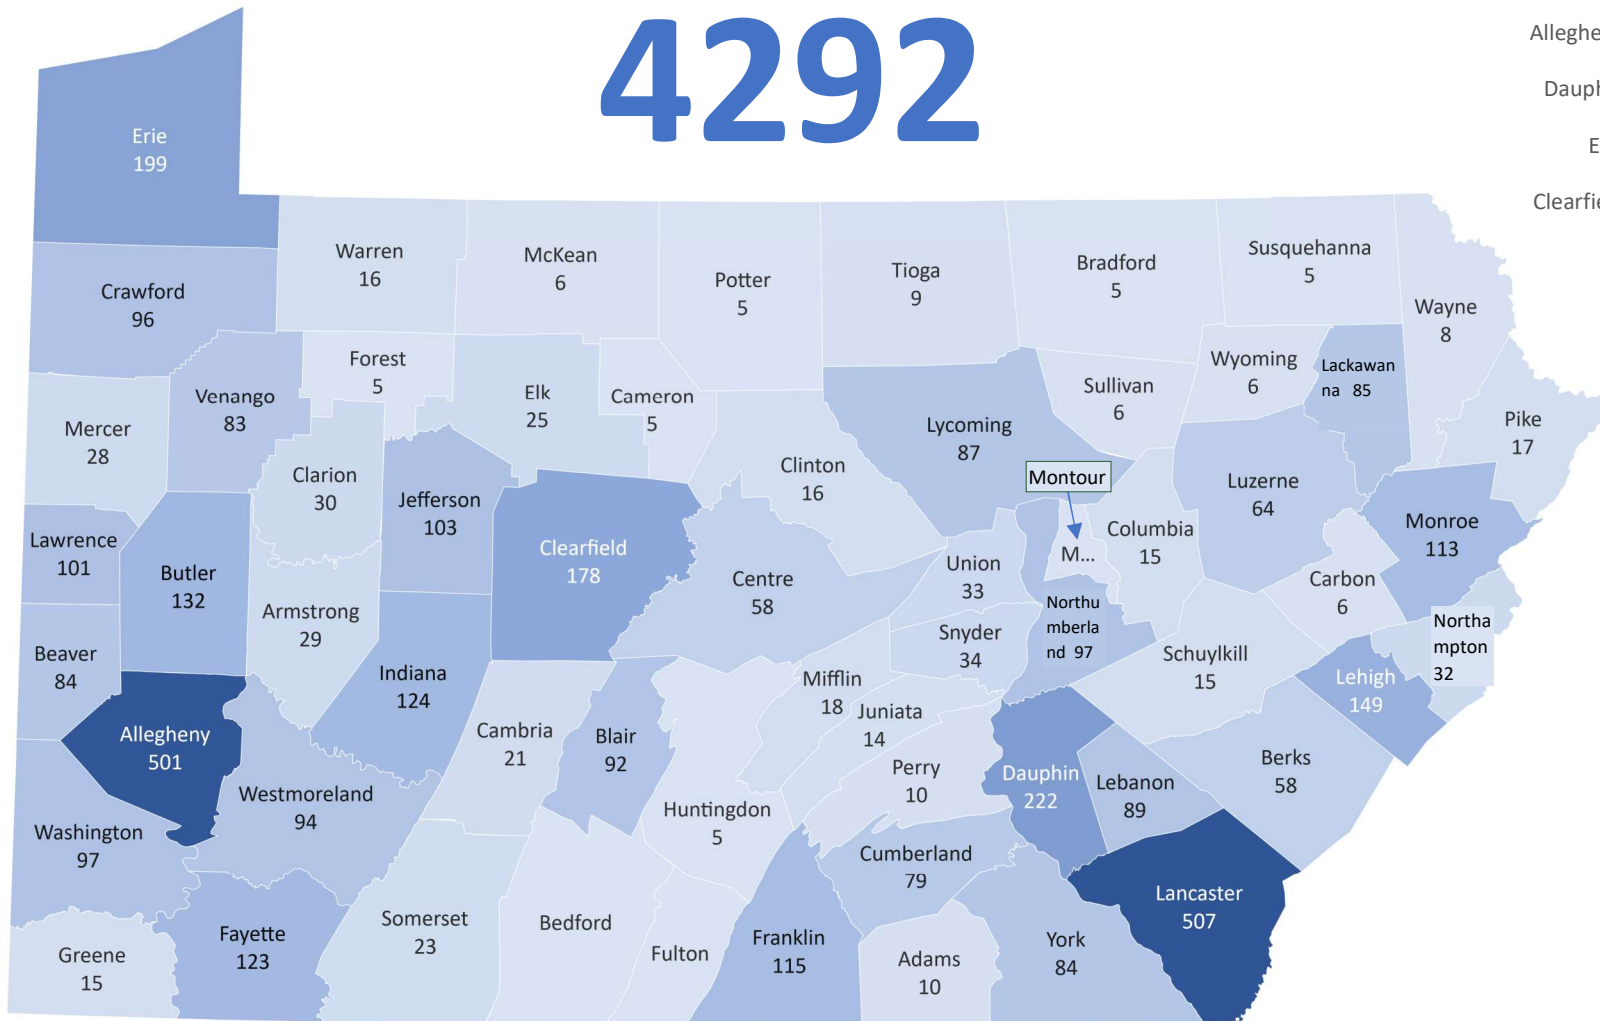 4292
Alleghe
Dauph
E
Clearfie
Erie
199
Warren
16
McKean
6
Potter
5
Tioga
9
Bradford
5
Susquehanna
5
Wayne
8
Crawford
96
Forest
5
Venango
83
Elk
25
Cameron
5
Wyoming
6
Lackawan
na 85
Sullivan
6
Pike
17
Mercer
28
Lycoming
87
Clarion
30
Clinton
16
Montour
Luzerne
64
Jefferson
103
Monroe
113
Columbia
15
Lawrence
101
Clearfield
178
M...
Butler
132
Centre
58
Union
33
Carbon
6
Armstrong
29
Northu
mberla
nd 97
Northa
mpton
32
Snyder
34
Beaver
84
Schuylkill
15
Indiana
124
Mifflin
18
Lehigh
149
Juniata
14
Allegheny
501
Cambria
21
Blair
92
Berks
58
Perry
10
Dauphin
222
Lebanon
89
Westmoreland
94
Huntingdon
5
Washington
97
Cumberland
79
Lancaster
507
Somerset
23
Bedford
Fayette
123
Franklin
115
York
84
Fulton
Greene
15
Adams
10